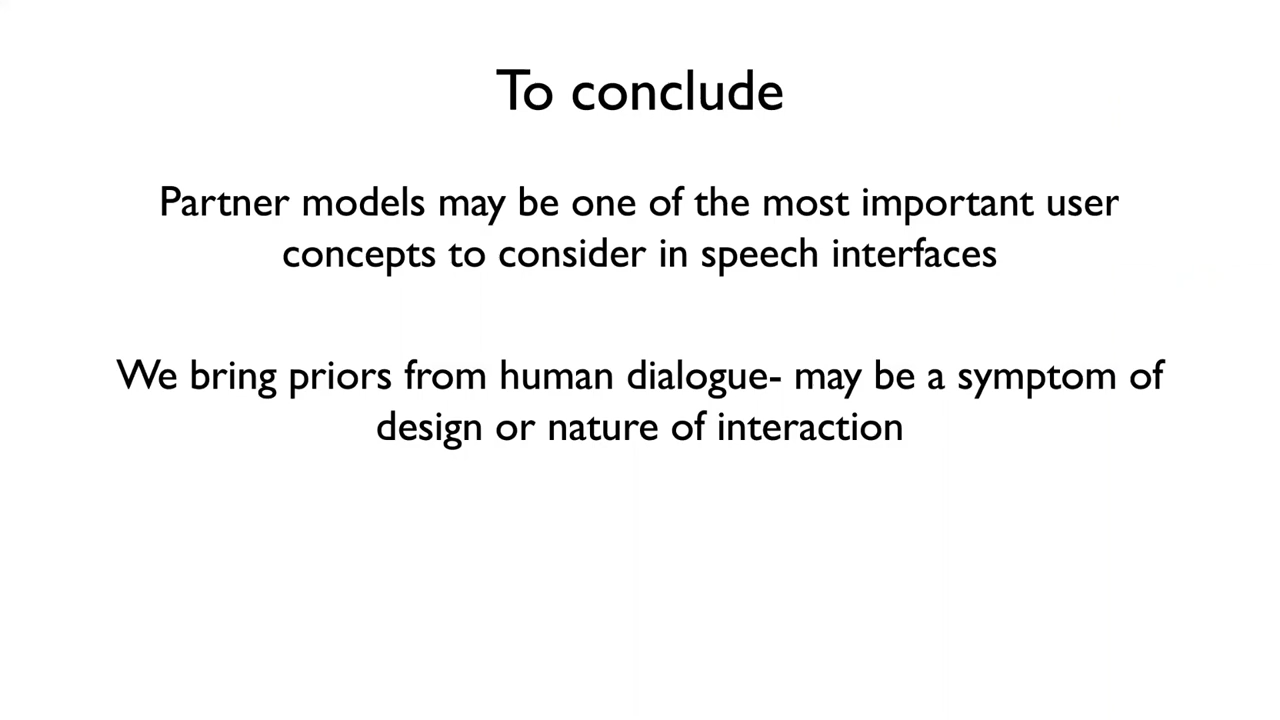 To conclude
Partner models may be one of the most important user
concepts to consider in speech interfaces
We bring priors from human dialogue- may be a symptom of
design or nature of interaction